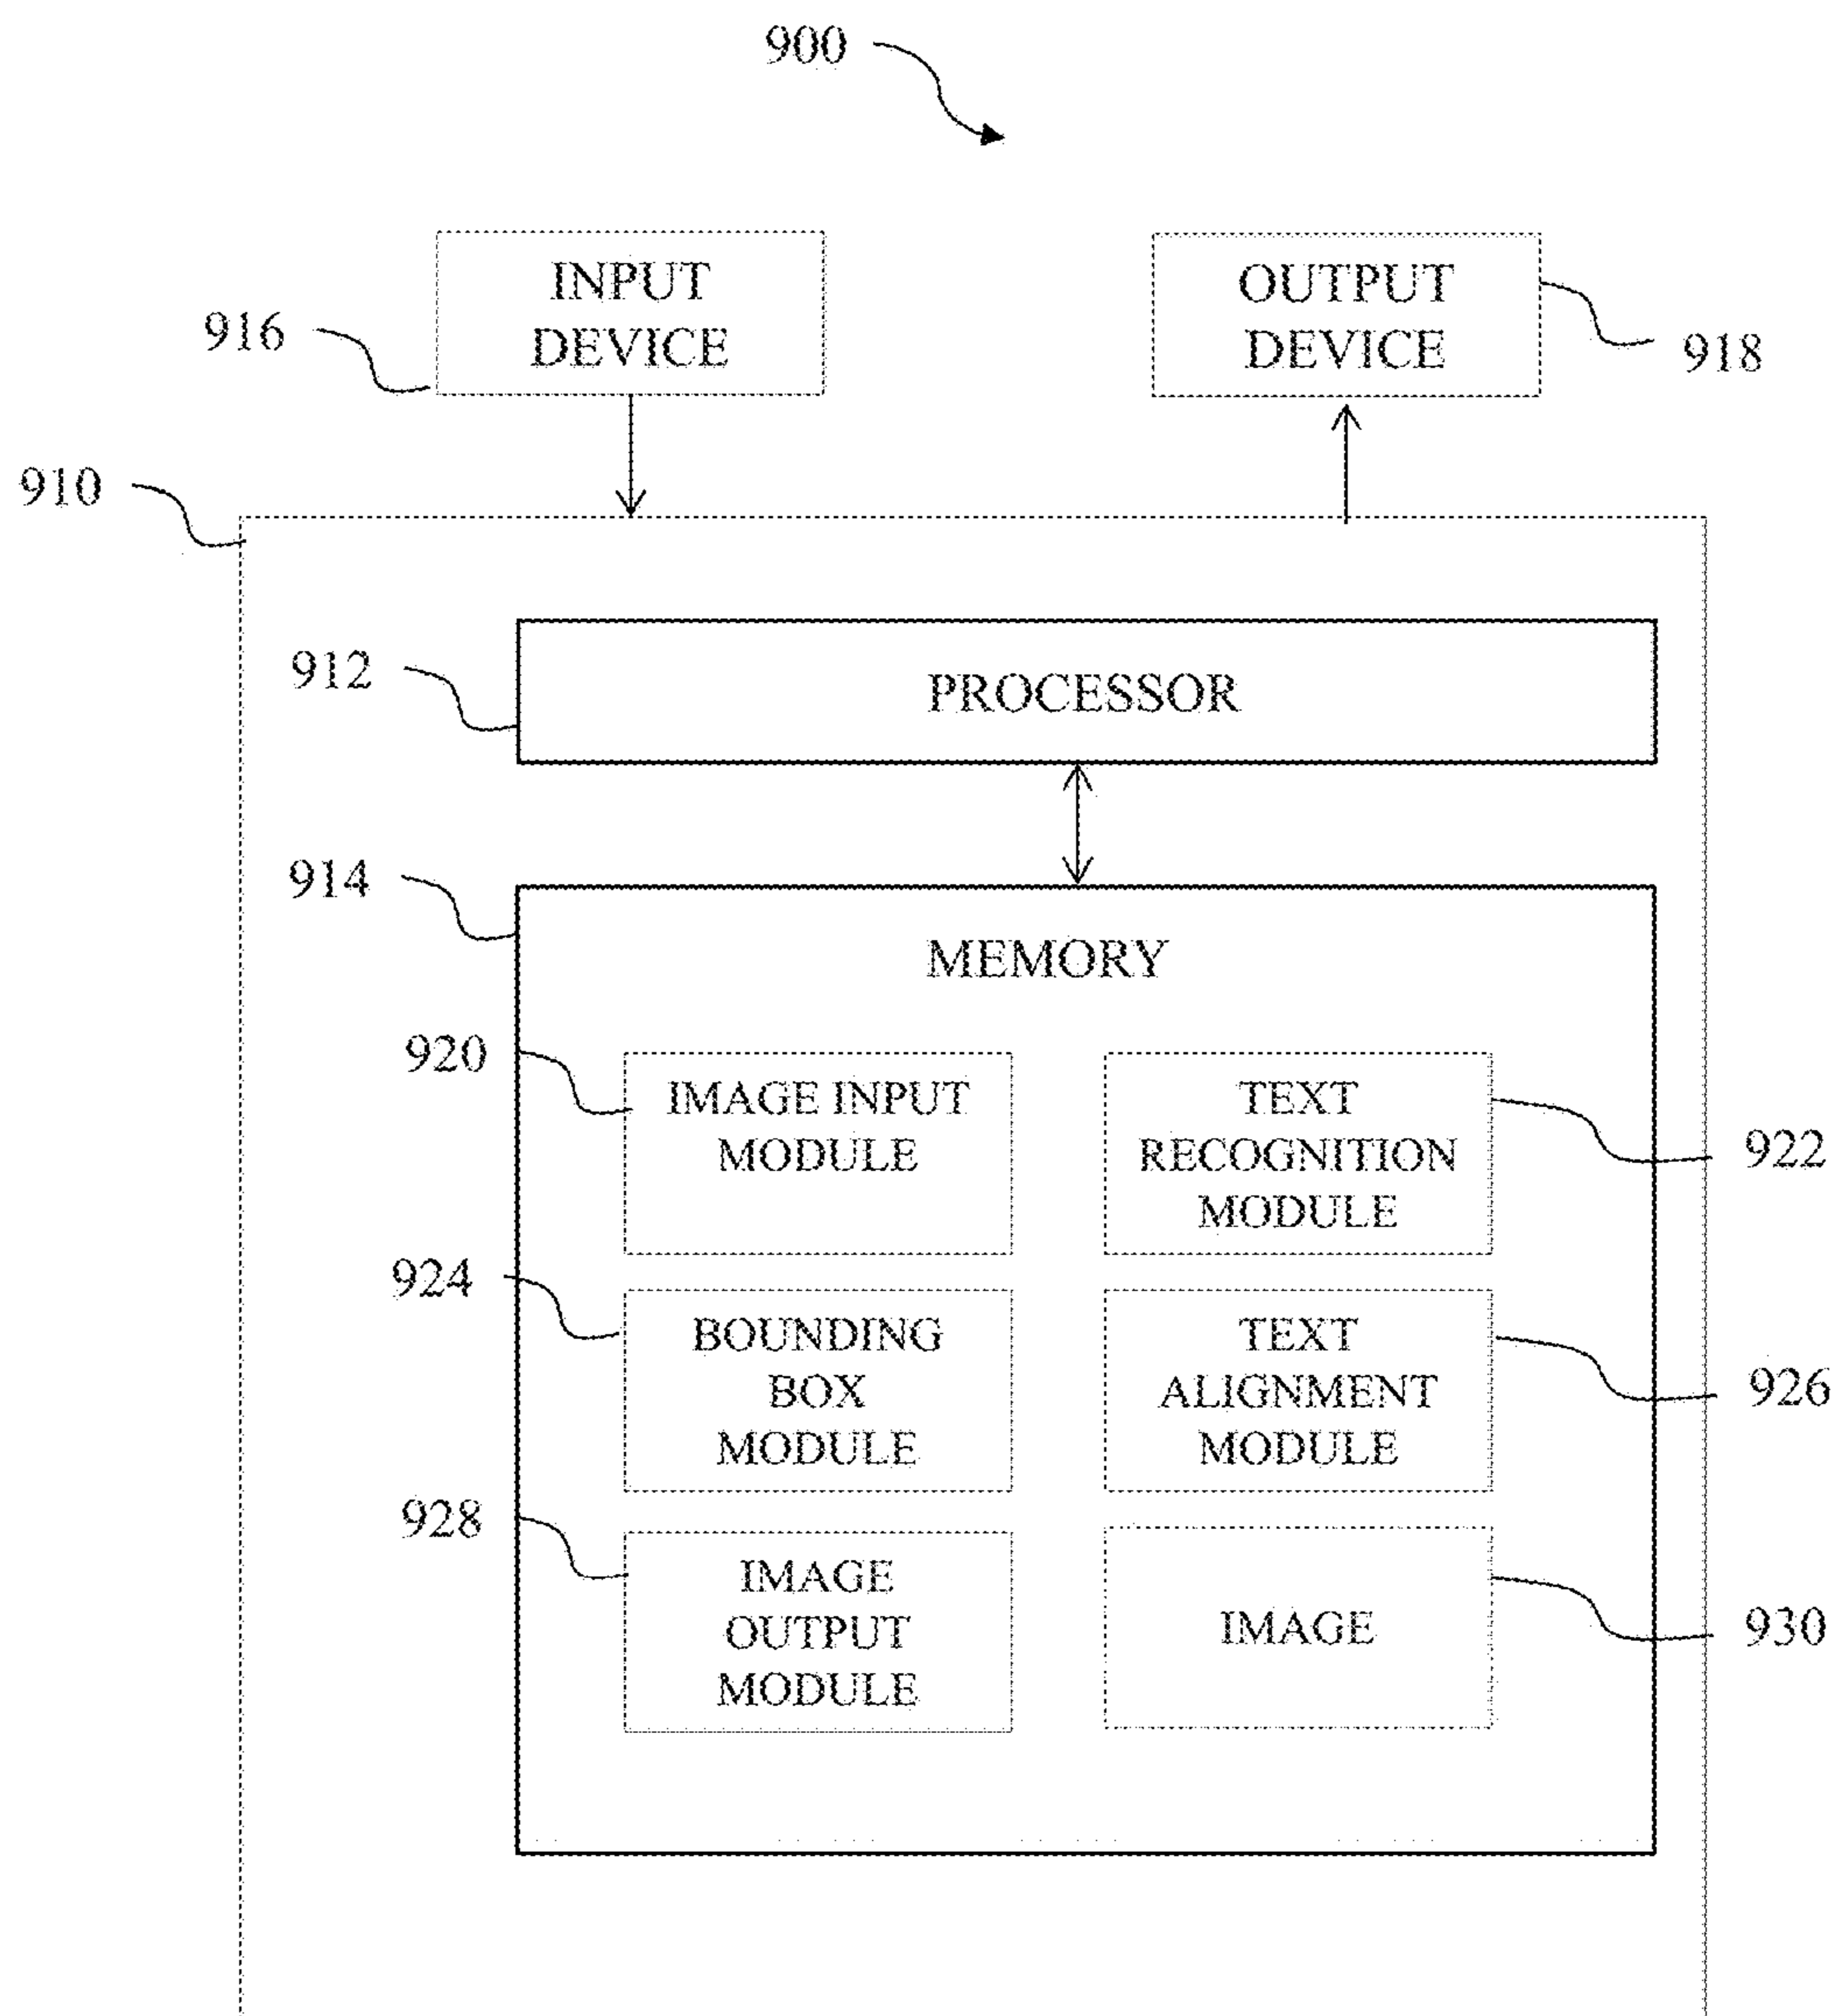 900
INPUT
DEVICE
916
OUTPUT
DEVICE
918
910
912
PROCESSOR
914
MEMORY
920
IMAGE INPUT
MODULE
TEXT
RECOGNITION
MODULE
922
924
BOUNDING
BOX
MODULE
TEXT
ALIGNMENT
MODULE
926
928
IMAGE
OUTPUT
MODULE
IMAGE
930